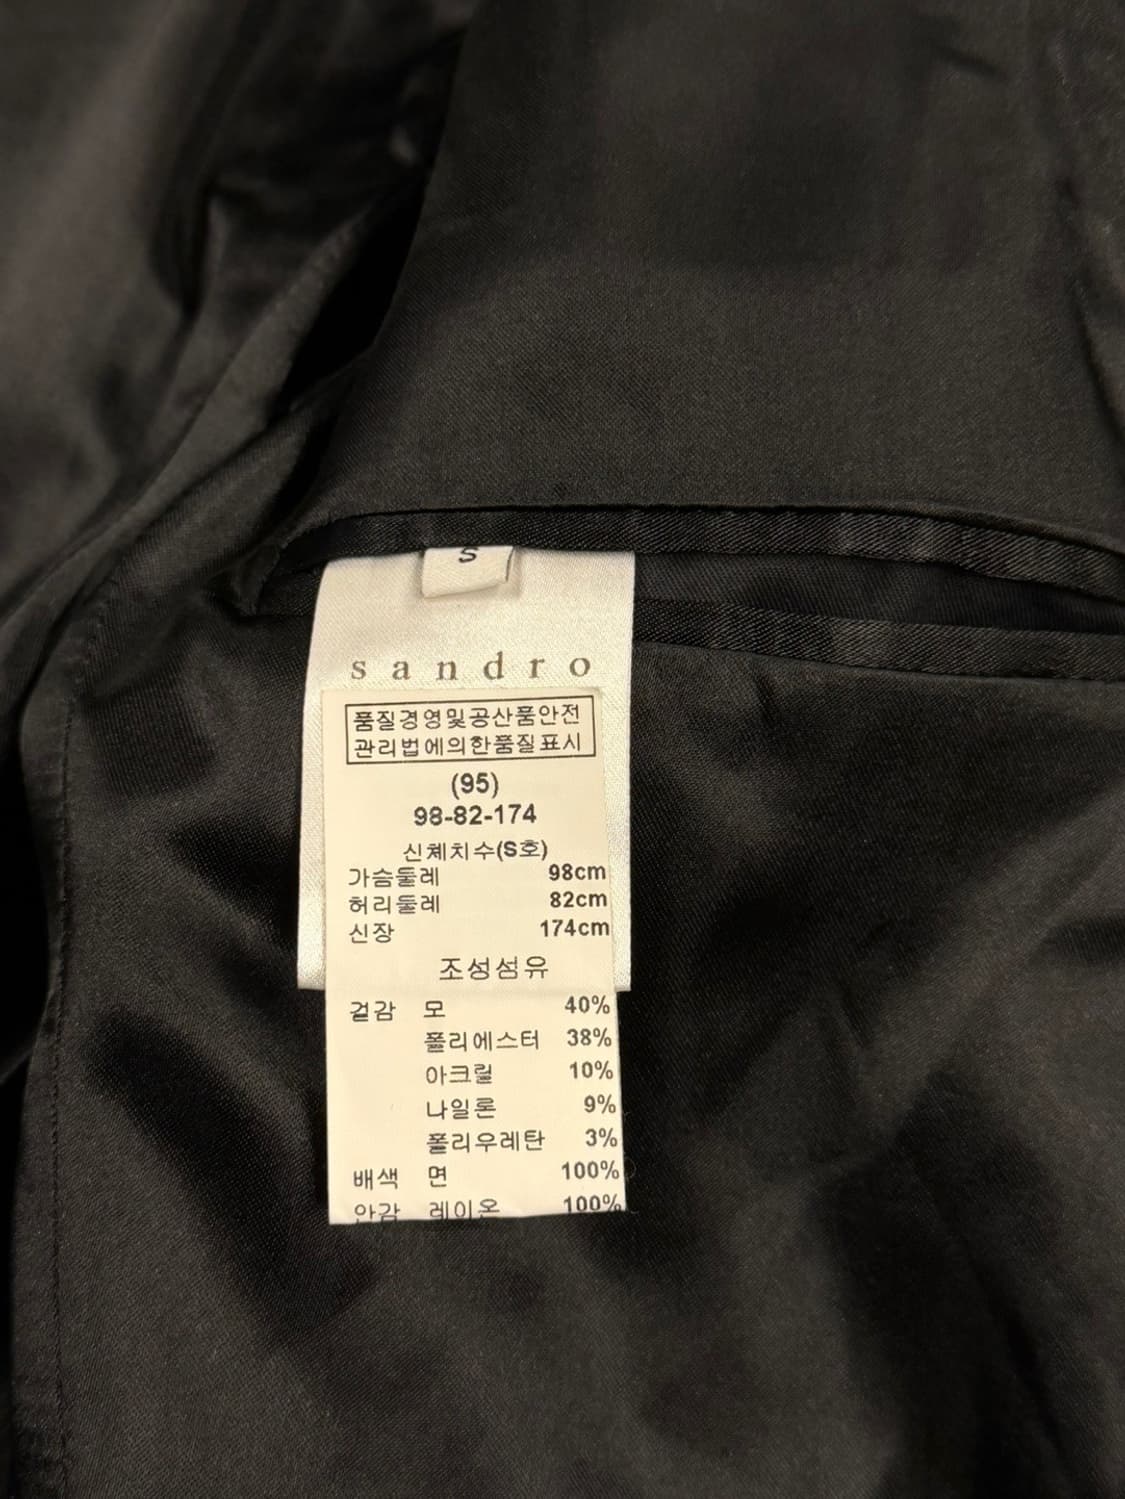 S
sandro
품질경영및공산품안전
관리법에의한품질표시
(95)
98-82-174
신체치수(S호)
가슴둘레 98cm
허리둘레 82cm
신장 174cm
조성섬유
겉감 모 40%
폴리에스터 38%
아크릴 10%
나일론 9%
폴리우레탄 3%
배색 면 100%
안감 레이온 100%